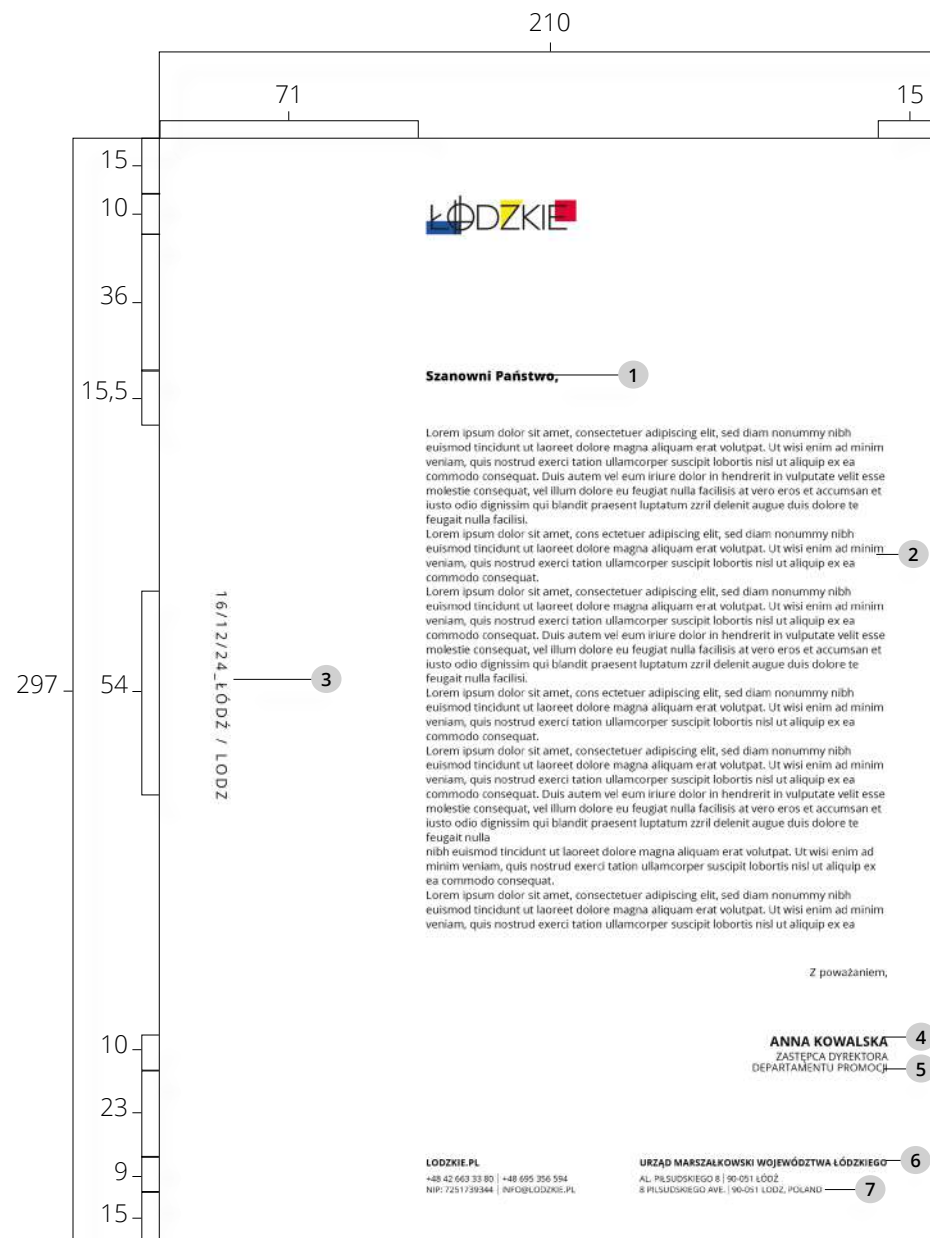 210
71
15
15
10
36
15,5
297
54
10
23
9
15
ŁÓDZKIE
Szanowni Państwo,
1
Lorem ipsum dolor sit amet, consectetuer adipiscing elit, sed diam nonummy nibh
euismod tincidunt ut laoreet dolore magna aliquam erat volutpat. Ut wisi enim ad minim
veniam, quis nostrud exerci tation ullamcorper suscipit lobortis nisl ut aliquip ex ea
commodo consequat. Duis autem vel eum iriure dolor in hendrerit in vulputate velit esse
molestie consequat, vel illum dolore eu feugiat nulla facilisis at vero eros et accumsan et
iusto odio dignissim qui blandit praesent luptatum zzril delenit augue duis dolore te
feugait nulla facilisi.
Lorem ipsum dolor sit amet, cons ectetuer adipiscing elit, sed diam nonummy nibh
euismod tincidunt ut laoreet dolore magna aliquam erat volutpat. Ut wisi enim ad minim
2
veniam, quis nostrud exerci tation ullamcorper suscipit lobortis nisl ut aliquip ex ea
commodo consequat.
Lorem ipsum dolor sit amet, consectetuer adipiscing elit, sed diam nonummy nibh
euismod tincidunt ut laoreet dolore magna aliquam erat volutpat. Ut wisi enim ad minim
veniam, quis nostrud exerci tation ullamcorper suscipit lobortis nisl ut aliquip ex ea
commodo consequat. Duis autem vel eum iriure dolor in hendrerit in vulputate velit esse
molestie consequat, vel illum dolore eu feugiat nulla facilisis at vero eros et accumsan et
iusto odio dignissim qui blandit praesent luptatum zzril delenit augue duis dolore te
feugait nulla facilisi.
Lorem ipsum dolor sit amet, cons ectetuer adipiscing elit, sed diam nonummy nibh
euismod tincidunt ut laoreet dolore magna aliquam erat volutpat. Ut wisi enim ad minim
veniam, quis nostrud exerci tation ullamcorper suscipit lobortis nisl ut aliquip ex ea
commodo consequat.
Lorem ipsum dolor sit amet, consectetuer adipiscing elit, sed diam nonummy nibh
euismod tincidunt ut laoreet dolore magna aliquam erat volutpat. Ut wisi enim ad minim
veniam, quis nostrud exerci tation ullamcorper suscipit lobortis nisl ut aliquip ex ea
commodo consequat. Duis autem vel eum iriure dolor in hendrerit in vulputate velit esse
molestie consequat, vel illum dolore eu feugiat nulla facilisis at vero eros et accumsan et
iusto odio dignissim qui blandit praesent luptatum zzril delenit augue duis dolore te
feugait nulla
nibh euismod tincidunt ut laoreet dolore magna aliquam erat volutpat. Ut wisi enim ad
minim veniam, quis nostrud exerci tation ullamcorper suscipit lobortis nisl ut aliquip ex
ea commodo consequat.
Lorem ipsum dolor sit amet, consectetuer adipiscing elit, sed diam nonummy nibh
euismod tincidunt ut laoreet dolore magna aliquam erat volutpat. Ut wisi enim ad minim
veniam, quis nostrud exerci tation ullamcorper suscipit lobortis nisl ut aliquip ex ea
16/12/24_ŁÓDŹ / LODZ
3
Z poważaniem,
ANNA KOWALSKA
4
ZASTĘPCA DYREKTORA
DEPARTAMENTU PROMOCJI
5
LODZKIE.PL
+48 42 663 33 80 | +48 695 356 594
NIP: 7251739344 | INFO@LODZKIE.PL
URZĄD MARSZAŁKOWSKI WOJEWÓDZTWA ŁÓDZKIEGO
6
AL. PIŁSUDSKIEGO 8 | 90-051 ŁÓDŹ
8 PILSUDSKIEGO AVE. | 90-051 LODZ, POLAND
7